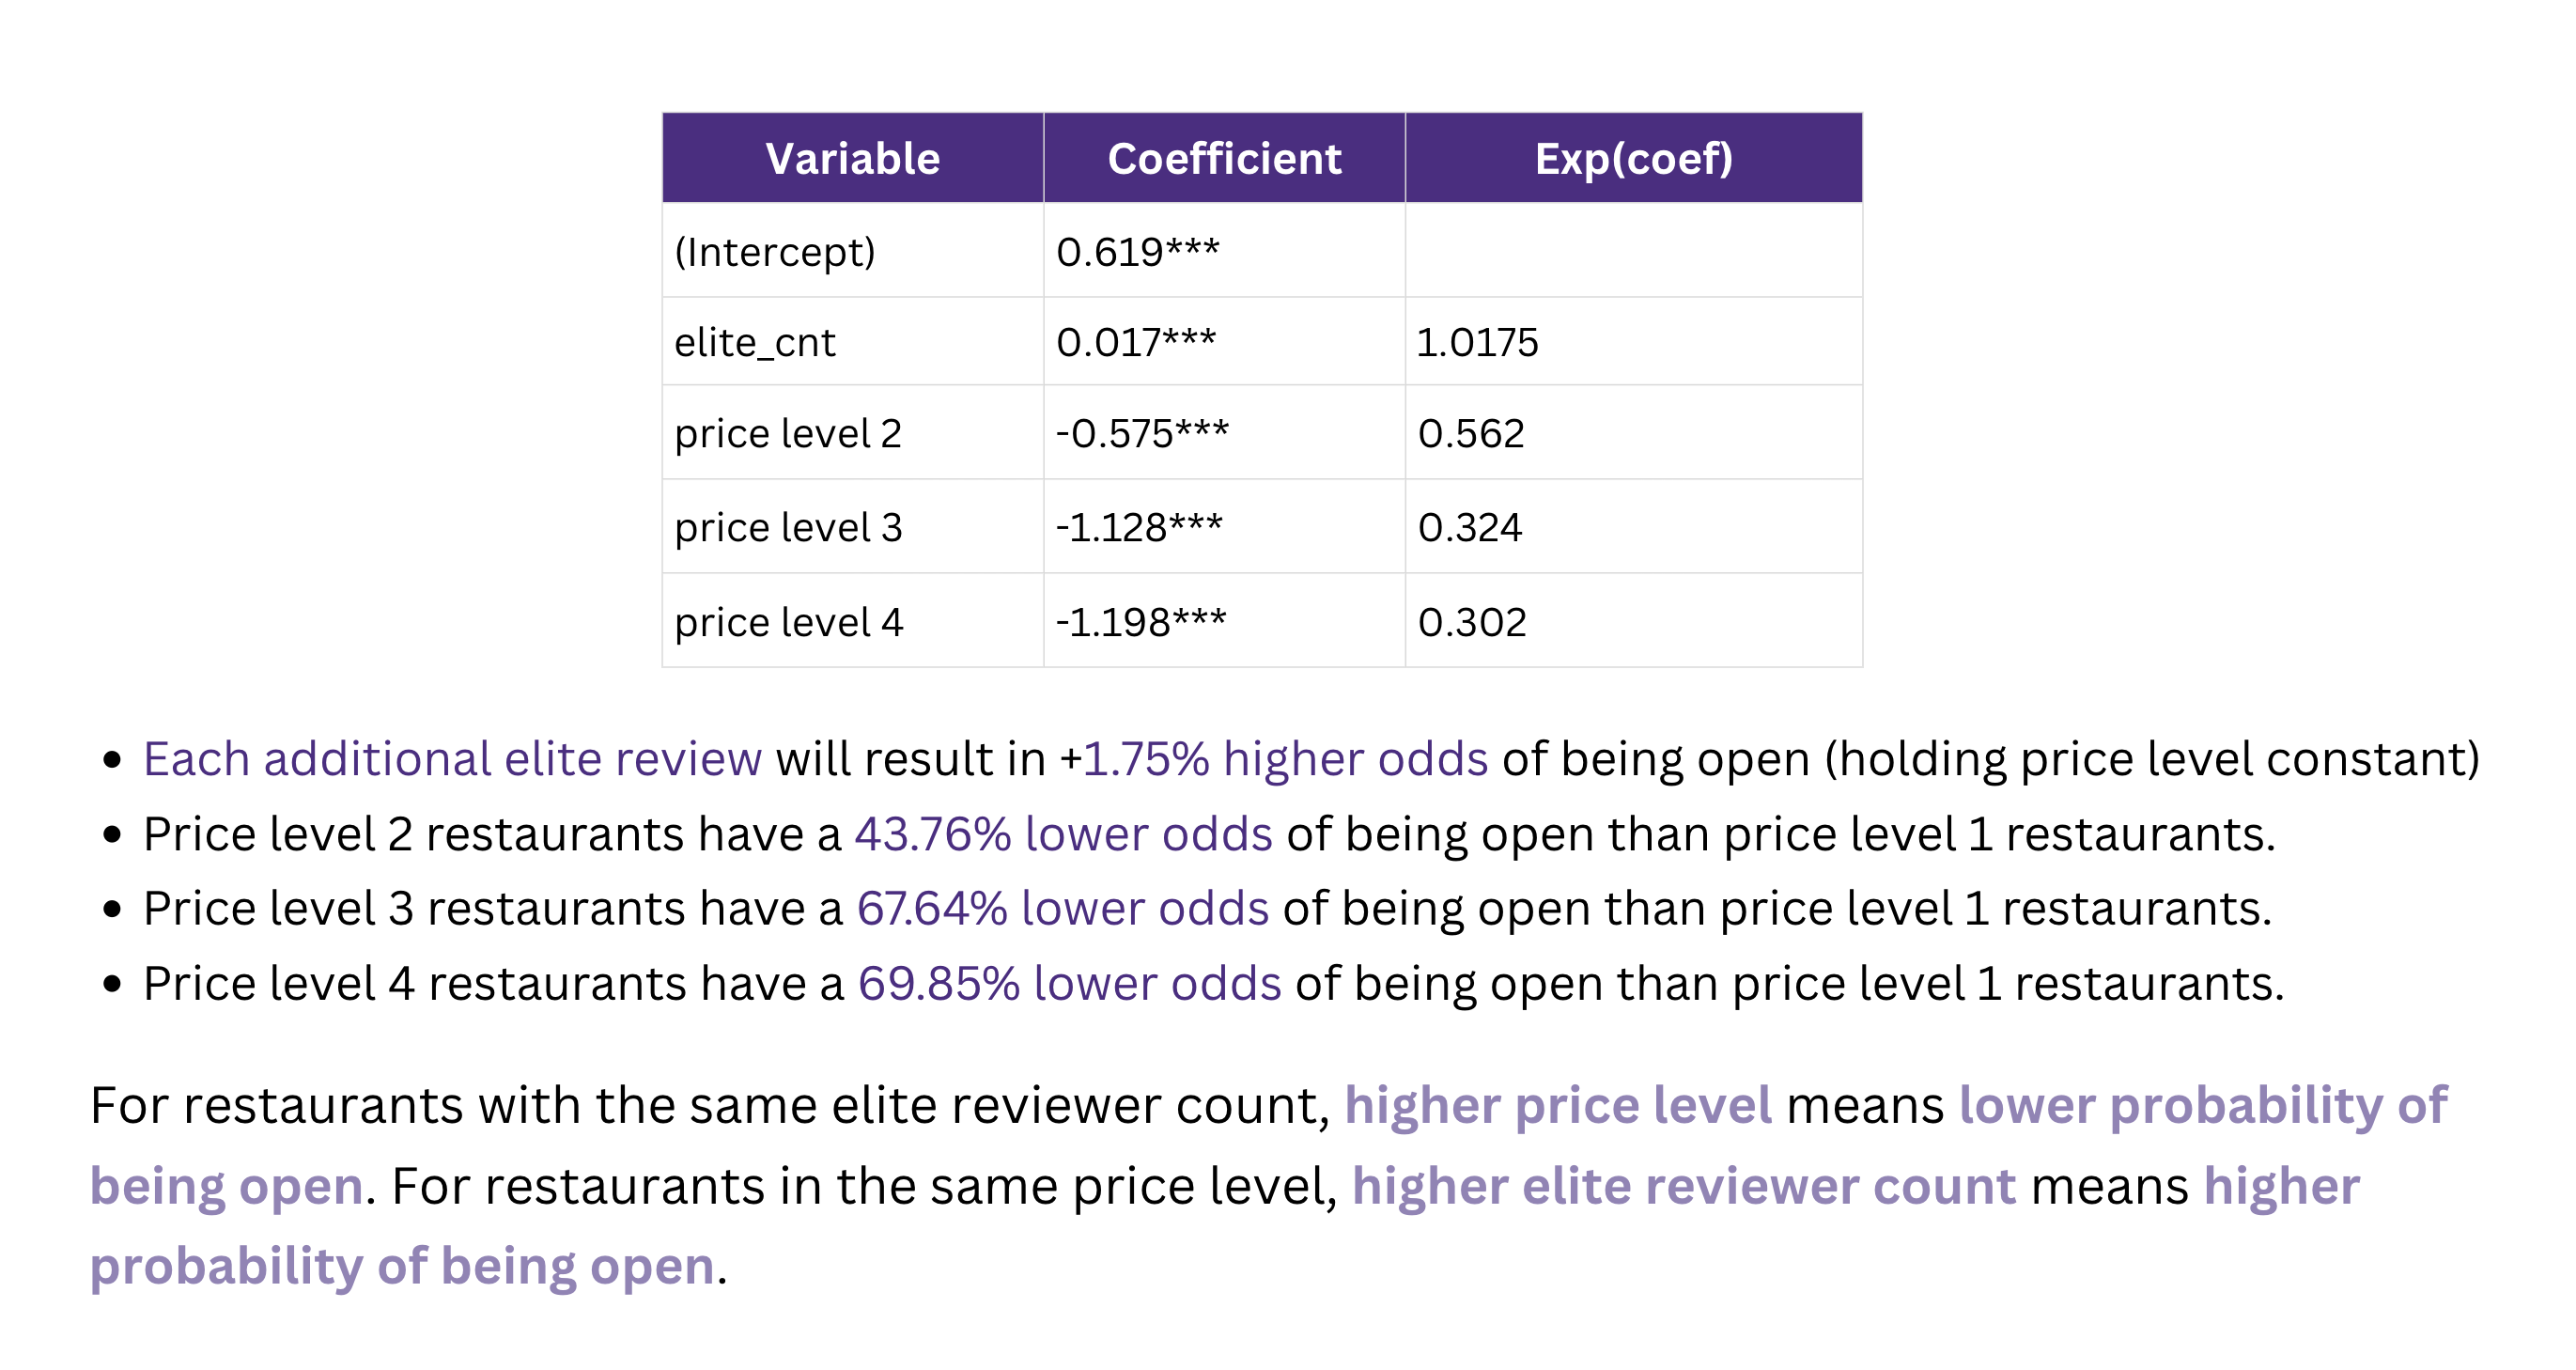 Variable Coefficient Exp(coef)
(Intercept) 0.619***
elite_cnt 0.017*** 1.0175
price level 2 -0.575*** 0.562
price level 3 -1.128*** 0.324
price level 4 -1.198*** 0.302
• Each additional elite review will result in +1.75% higher odds of being open (holding price level constant)
• Price level 2 restaurants have a 43.76% lower odds of being open than price level 1 restaurants.
• Price level 3 restaurants have a 67.64% lower odds of being open than price level 1 restaurants.
• Price level 4 restaurants have a 69.85% lower odds of being open than price level 1 restaurants.
For restaurants with the same elite reviewer count, higher price level means lower probability of
being open. For restaurants in the same price level, higher elite reviewer count means higher
probability of being open.